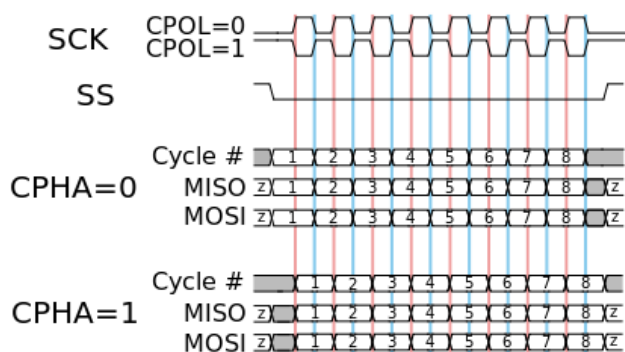 SCK CPOL=0
CPOL=1
SS
Cycle # 1 2 3 4 5 6 7 8
CPHA=0 MISO z 1 2 3 4 5 6 7 8 z
MOSI z 1 2 3 4 5 6 7 8 z
Cycle # 1 2 3 4 5 6 7 8
CPHA=1 MISO z 1 2 3 4 5 6 7 8 z
MOSI z 1 2 3 4 5 6 7 8 z